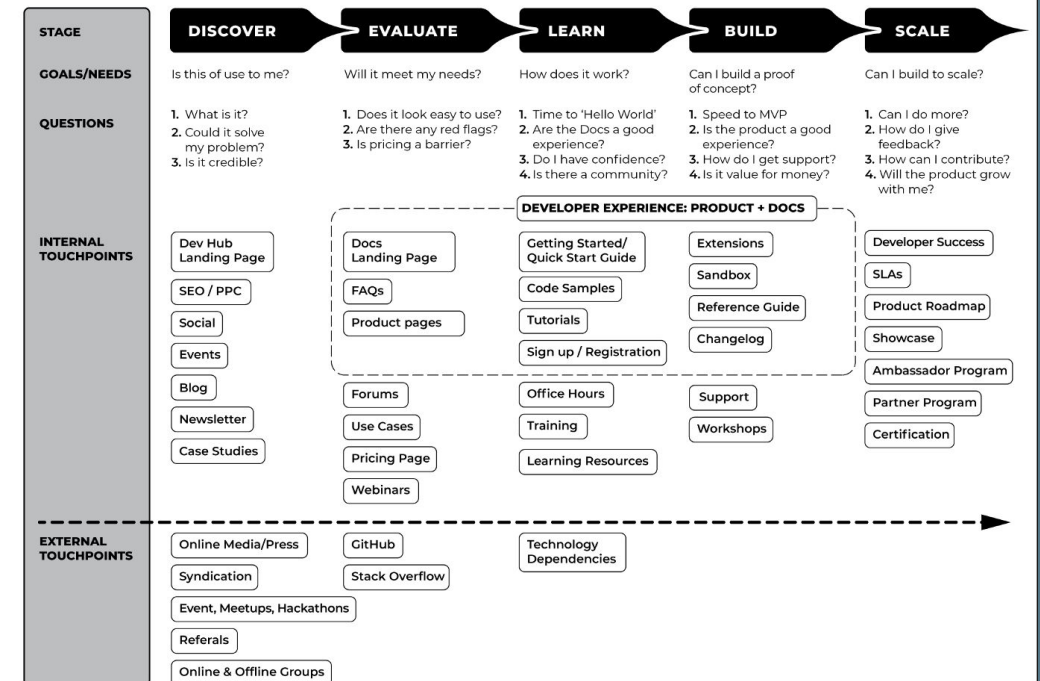 STAGE
DISCOVER
EVALUATE
LEARN
BUILD
SCALE
GOALS/NEEDS
Is this of use to me?
Will it meet my needs?
How does it work?
Can I build a proof
of concept?
Can I build to scale?
QUESTIONS
1. What is it?
2. Could it solve
my problem?
3. Is it credible?
1. Does it look easy to use?
2. Are there any red flags?
3. Is pricing a barrier?
1. Time to ‘Hello World’
2. Are the Docs a good
experience?
3. Do I have confidence?
4. Is there a community?
1. Speed to MVP
2. Is the product a good
experience?
3. How do I get support?
4. Is it value for money?
1. Can I do more?
2. How do I give
feedback?
3. How can I contribute?
4. Will the product grow
with me?
DEVELOPER EXPERIENCE: PRODUCT + DOCS
INTERNAL
TOUCHPOINTS
Dev Hub
Landing Page
SEO / PPC
Social
Events
Blog
Newsletter
Case Studies
Docs
Landing Page
FAQs
Product pages
Forums
Use Cases
Pricing Page
Webinars
Getting Started/
Quick Start Guide
Code Samples
Tutorials
Sign up / Registration
Office Hours
Training
Learning Resources
Extensions
Sandbox
Reference Guide
Changelog
Support
Workshops
Developer Success
SLAs
Product Roadmap
Showcase
Ambassador Program
Partner Program
Certification
EXTERNAL
TOUCHPOINTS
Online Media/Press
Syndication
Event, Meetups, Hackathons
Referals
Online & Offline Groups
GitHub
Stack Overflow
Technology
Dependencies